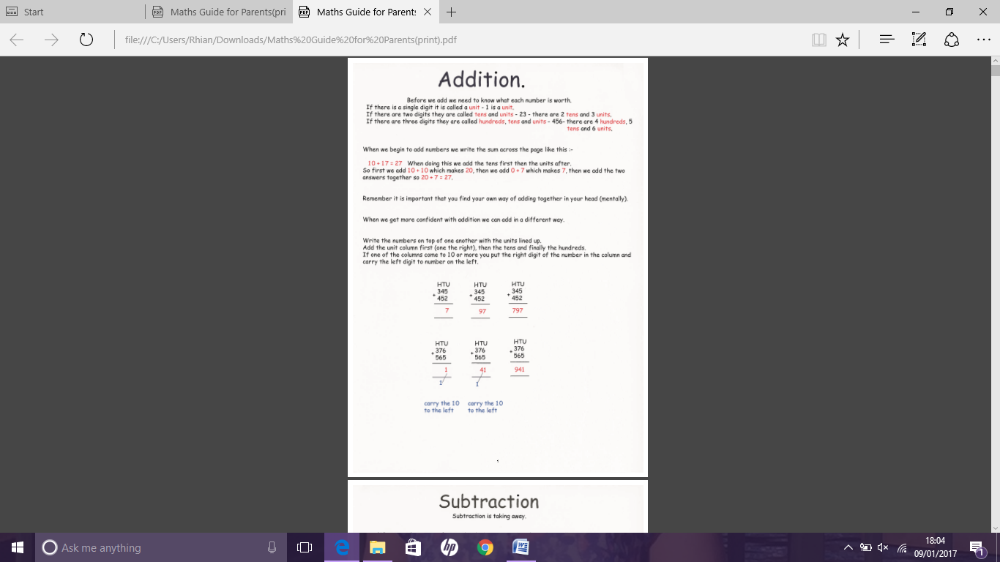 Start
Maths Guide for Parents(pri
Maths Guide for Parents
file:///C:/Users/Rhian/Downloads/Maths%20Guide%20for%20Parents(print).pdf
Addition.
Before we add we need to know what each number is worth.
If there is a single digit it is called a unit - 1 is a unit.
If there are two digits they are called tens and units - 23 - there are 2 tens and 3 units.
If there are three digits they are called hundreds, tens and units - 456- there are 4 hundreds, 5
tens and 6 units.
When we begin to add numbers we write the sum across the page like this :-
10 + 17 = 27 When doing this we add the tens first then the units after.
So first we add 10 + 10 which makes 20, then we add 0 + 7 which makes 7, then we add the two
answers together so 20 + 7 = 27.
Remember it is important that you find your own way of adding together in your head (mentally).
When we get more confident with addition we can add in a different way.
Write the numbers on top of one another with the units lined up.
Add the unit column first (one the right), then the tens and finally the hundreds.
If one of the columns come to 10 or more you put the right digit of the number in the column and
carry the left digit to number on the left.
HTU HTU HTU
345 345 345
+ 452 + 452 + 452
7 97 797
HTU HTU HTU
376 376 376
+ 565 + 565 + 565
1 41 941
1 1
carry the 10 carry the 10
to the left to the left
Subtraction
Subtraction is taking away.
Ask me anything
hp
W
18:04
09/01/2017
1